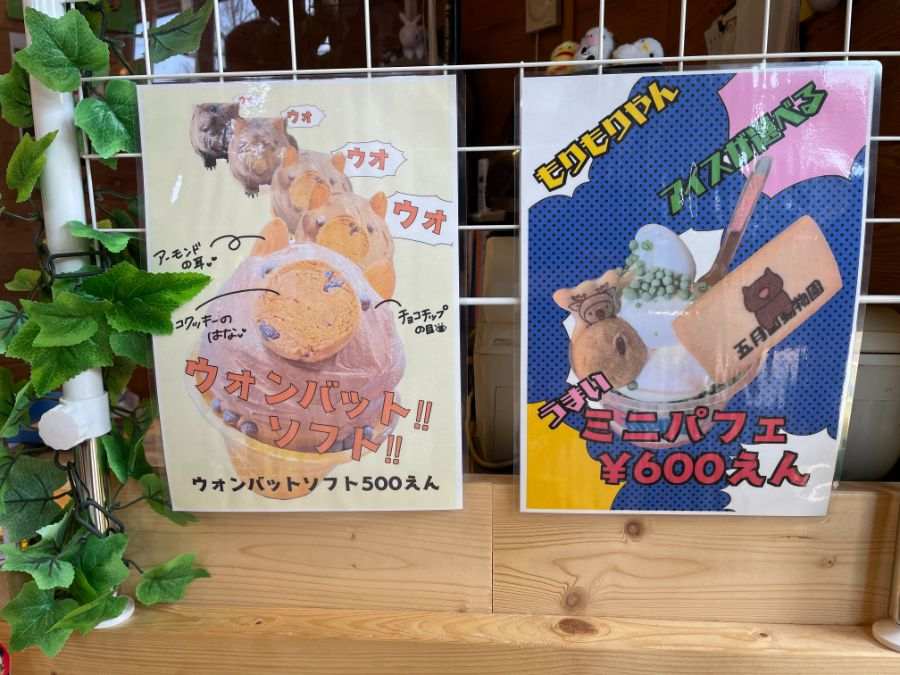 ウオ
ウオ
ウオ
アーモンド
の耳
クッキーの
はな
チョコチップ
の目
ウォンバット!!
ソフト!!
ウォンバットソフト500えん
もりもりやん
アイスが選べる
五月山動物園
うまい
ミニパフェ
¥600えん